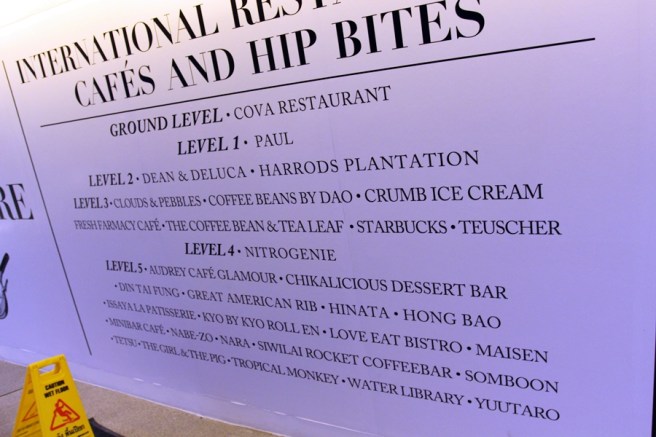 INTERNATIONAL
CAFÉS AND HIP BITES
GROUND LEVEL • COVA RESTAURANT
LEVEL 1 • PAUL
LEVEL 2 • DEAN & DELUCA • HARRODS PLANTATION
LEVEL 3 • CLOUDS & PEBBLES • COFFEE BEANS BY DAO • CRUMB ICE CREAM
FRESH FARMACY CAFÉ • THE COFFEE BEAN & TEA LEAF • STARBUCKS • TEUSCHER
LEVEL 4 • NITROGENIE
LEVEL 5 • AUDREY CAFÉ GLAMOUR • CHIKALICIOUS DESSERT BAR
• DIN TAI FUNG • GREAT AMERICAN RIB • HINATA • HONG BAO
• ISSAYA LA PATISSERIE • KYO BY KYO ROLL EN • LOVE EAT BISTRO • MAISEN
MINIBAR CAFÉ • NABE-ZO • NARA • SIWILAI ROCKET COFFEEBAR • SOMBOON
TETSU • THE GIRL & THE PIG • TROPICAL MONKEY • WATER LIBRARY • YUUTARO
RE
CAUTION
WET FLOOR